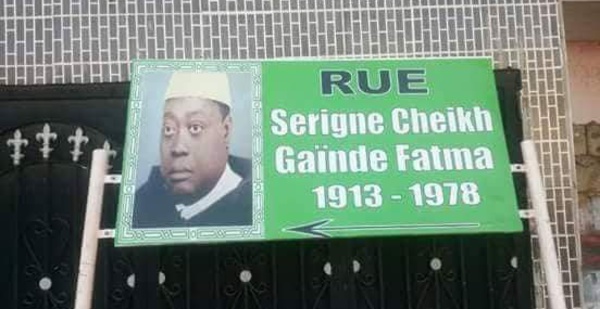 RUE
Serigne Cheikh
Gaïnde Fatma
1913 - 1978